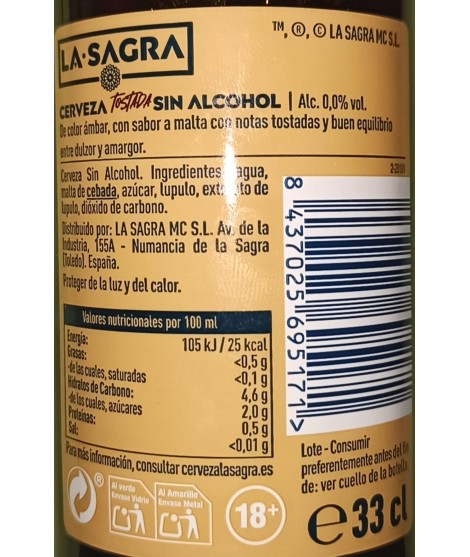 LA·SAGRA
TM, ®, © LA SAGRA MC S.L.
CERVEZA TOSTADA SIN ALCOHOL | Alc. 0,0% vol.
De color ámbar, con sabor a malta con notas tostadas y buen equilibrio
entre dulzor y amargor.
Cerveza Sin Alcohol. Ingredientes: agua,
malta de cebada, azúcar, lúpulo, extracto de
lúpulo, dióxido de carbono.
Distribuido por: LA SAGRA MC S.L. Av. de la
Industria, 155A - Numancia de la Sagra
(Toledo). España.
Proteger de la luz y del calor.
Valores nutricionales por 100 ml
Energía: 105 kJ / 25 kcal
Grasas: <0,5 g
-de las cuales, saturadas <0,1 g
Hidratos de Carbono: 4,6 g
-de los cuales, azúcares 2,0 g
Proteínas: 0,5 g
Sal: <0,01 g
Para más información, consultar cervezalasagra.es
8 437025 695171 >
Lote - Consumir
preferentemente antes del fin
de: ver cuello de la botella
®
Al verde
Envase Vidrio
Al Amarillo
Envase Metal
18+
e 33 cl